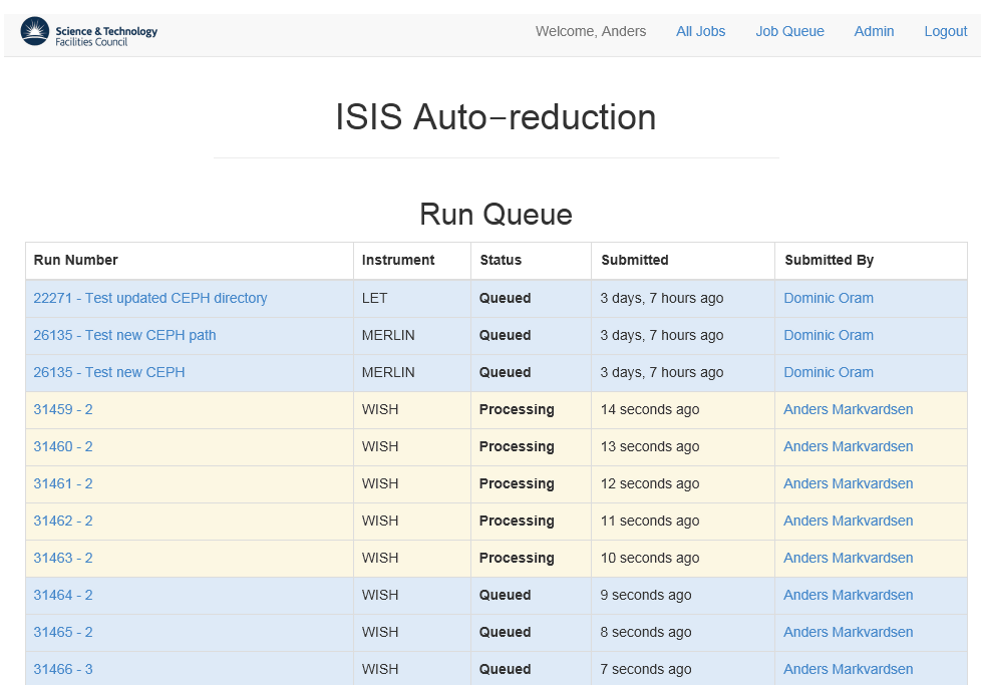 Science & Technology
Facilities Council
Welcome, Anders All Jobs Job Queue Admin Logout
ISIS Auto-reduction
Run Queue
Run Number Instrument Status Submitted Submitted By
22271 - Test updated CEPH directory LET Queued 3 days, 7 hours ago Dominic Oram
26135 - Test new CEPH path MERLIN Queued 3 days, 7 hours ago Dominic Oram
26135 - Test new CEPH MERLIN Queued 3 days, 7 hours ago Dominic Oram
31459 - 2 WISH Processing 14 seconds ago Anders Markvardsen
31460 - 2 WISH Processing 13 seconds ago Anders Markvardsen
31461 - 2 WISH Processing 12 seconds ago Anders Markvardsen
31462 - 2 WISH Processing 11 seconds ago Anders Markvardsen
31463 - 2 WISH Processing 10 seconds ago Anders Markvardsen
31464 - 2 WISH Queued 9 seconds ago Anders Markvardsen
31465 - 2 WISH Queued 8 seconds ago Anders Markvardsen
31466 - 3 WISH Queued 7 seconds ago Anders Markvardsen